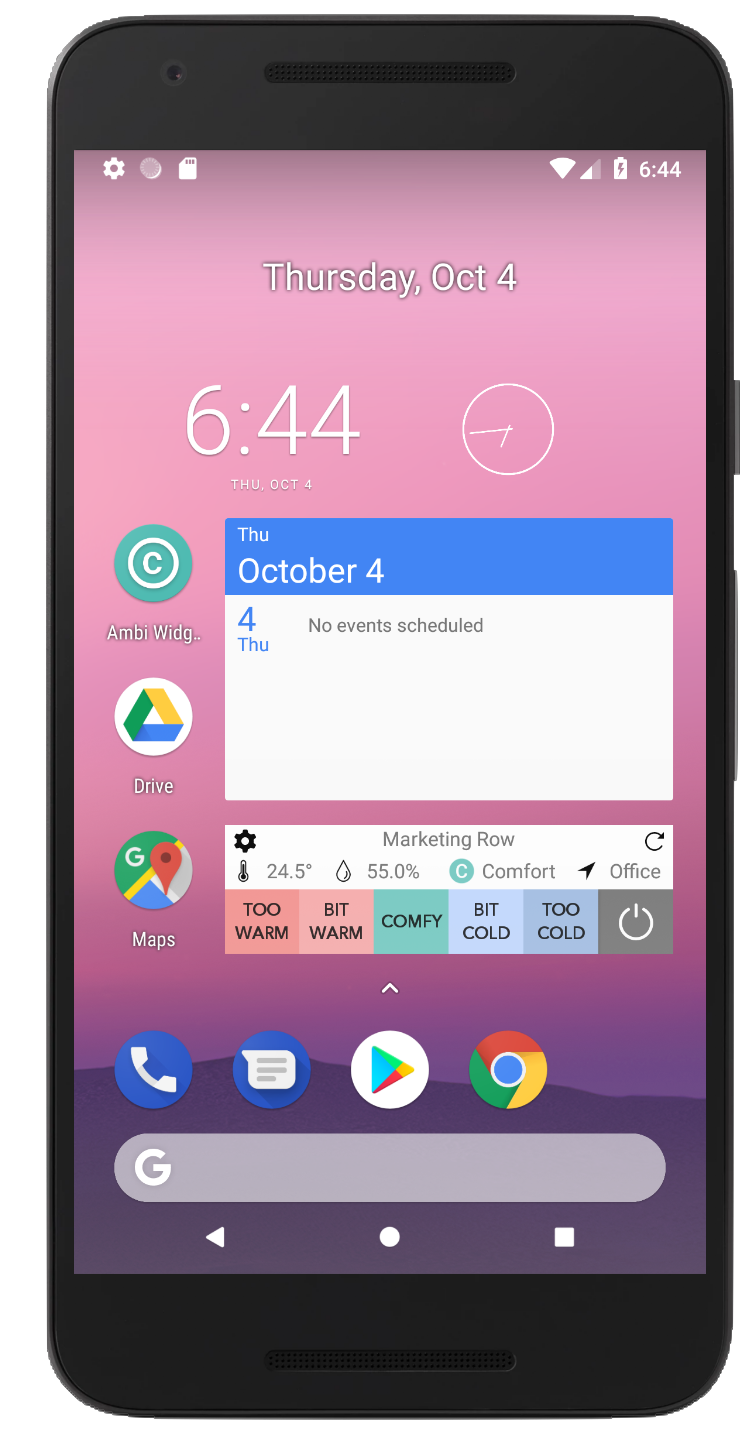 6:44
Thursday, Oct 4
6:44
THU, OCT 4
Thu
October 4
4
Thu
No events scheduled
C
Ambi Widg..
Drive
G
Maps
Marketing Row
24.5° 55.0% C Comfort Office
TOO WARM
BIT WARM
COMFY
BIT COLD
TOO COLD
G